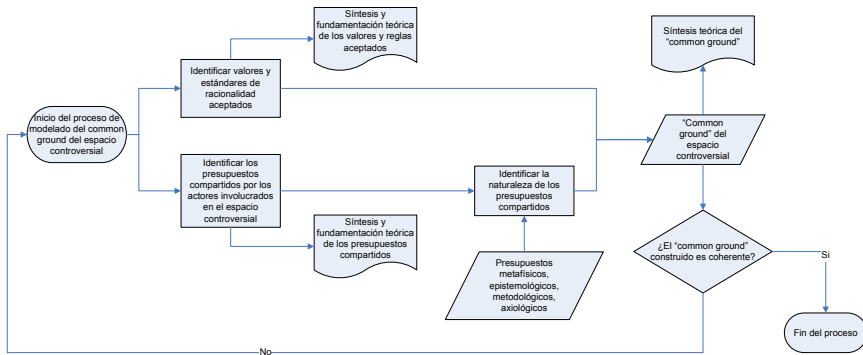 Inicio del proceso de
modelado del common
ground del espacio
controversial
Identificar valores y
estándares de
racionalidad
aceptados
Síntesis y
fundamentación teórica
de los valores y reglas
aceptados
Identificar los
presupuestos
compartidos por los
actores involucrados
en el espacio
controversial
Síntesis y
fundamentación teórica
de los presupuestos
compartidos
Identificar la
naturaleza de los
presupuestos
compartidos
Presupuestos
metafísicos,
epistemológicos,
metodológicos,
axiológicos
Síntesis teórica del
“common ground”
“Common
ground” del
espacio
controversial
¿El “common ground”
construido es coherente?
Si
Fin del proceso
No